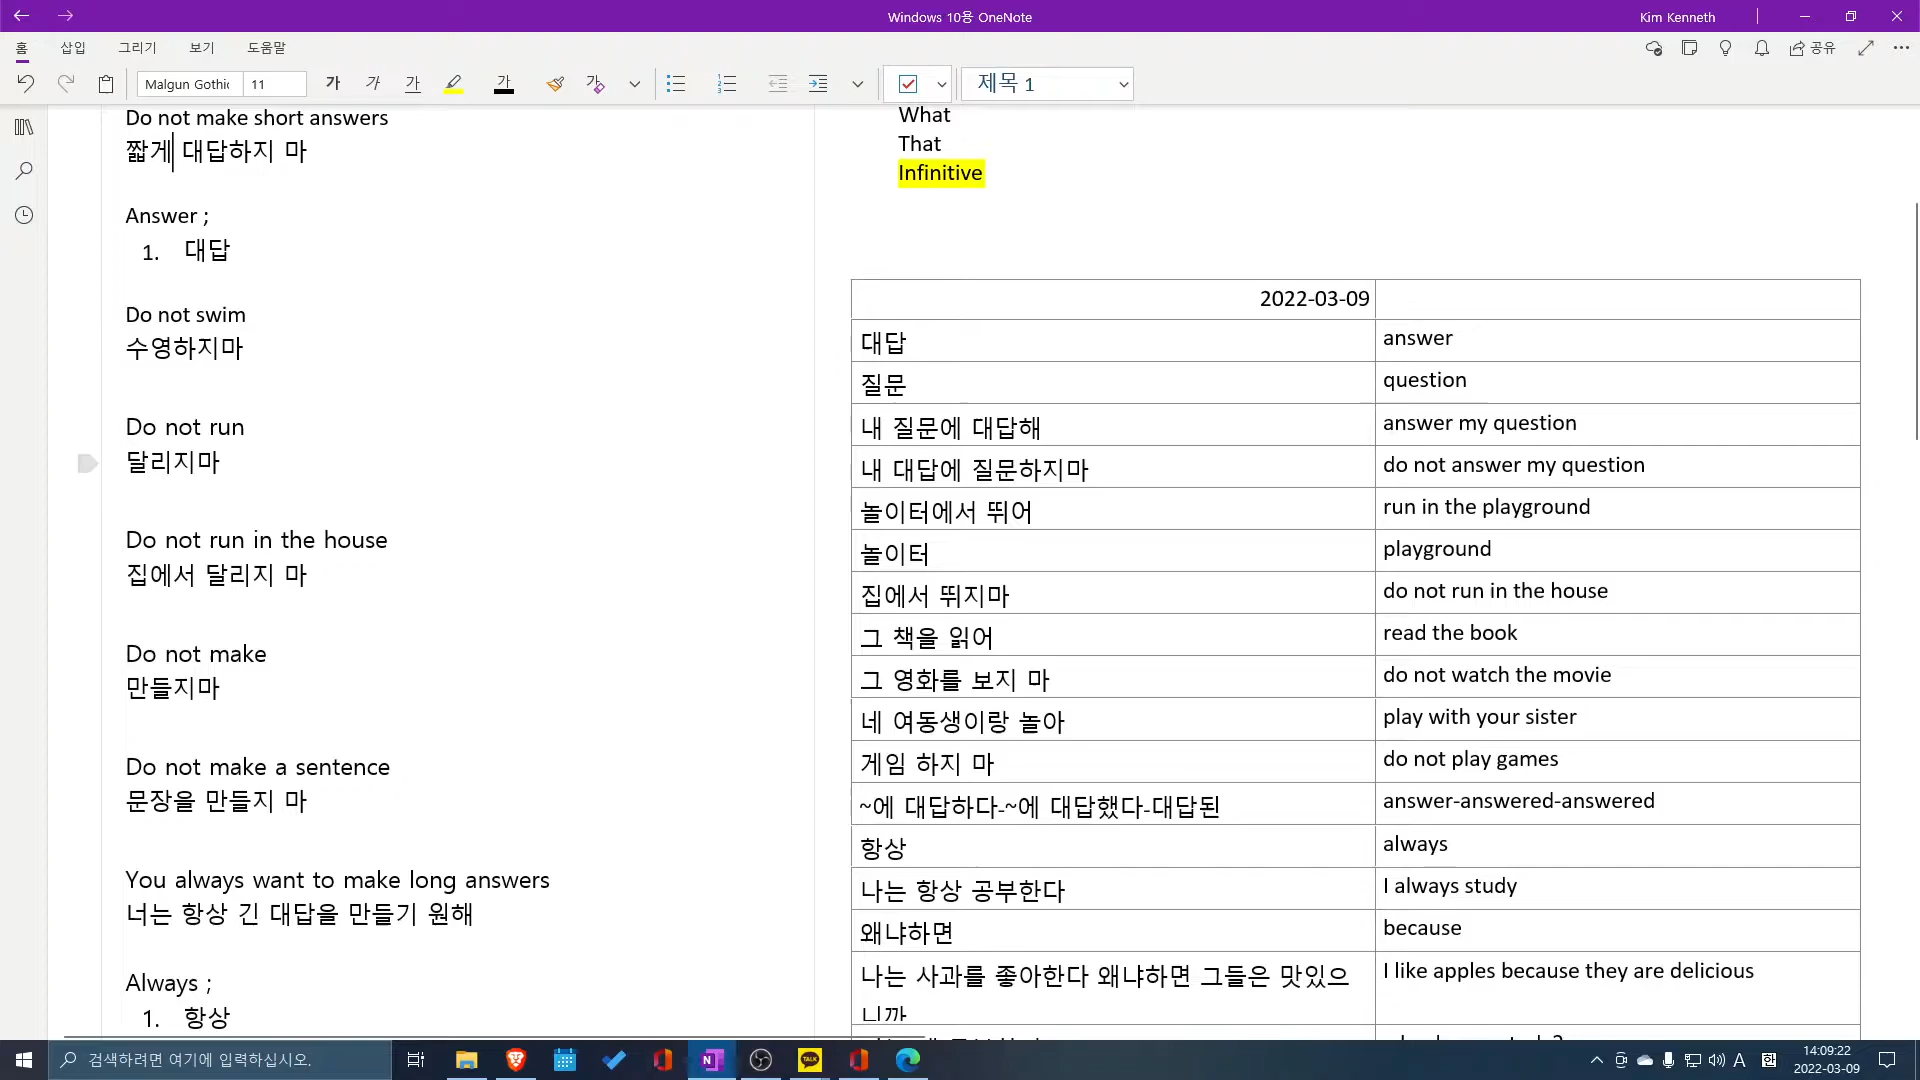 Windows 10용 OneNote
Kim Kenneth
홈 삽입 그리기 보기 도움말
공유
Malgun Gothic 11 가 가 가 가 가 제목 1
Do not make short answers
짧게 대답하지 마
Answer ;
1. 대답
Do not swim
수영하지마
Do not run
달리지마
Do not run in the house
집에서 달리지 마
Do not make
만들지마
Do not make a sentence
문장을 만들지 마
You always want to make long answers
너는 항상 긴 대답을 만들기 원해
Always ;
1. 항상
What
That
Infinitive
2022-03-09
대답 answer
질문 question
내 질문에 대답해 answer my question
내 대답에 질문하지마 do not answer my question
놀이터에서 뛰어 run in the playground
놀이터 playground
집에서 뛰지마 do not run in the house
그 책을 읽어 read the book
그 영화를 보지 마 do not watch the movie
네 여동생이랑 놀아 play with your sister
게임 하지 마 do not play games
~에 대답하다-~에 대답했다-대답된 answer-answered-answered
항상 always
나는 항상 공부한다 I always study
왜냐하면 because
나는 사과를 좋아한다 왜냐하면 그들은 맛있으 I like apples because they are delicious
니까
검색하려면 여기에 입력하십시오.
TALK
A 한
14:09:22
2022-03-09